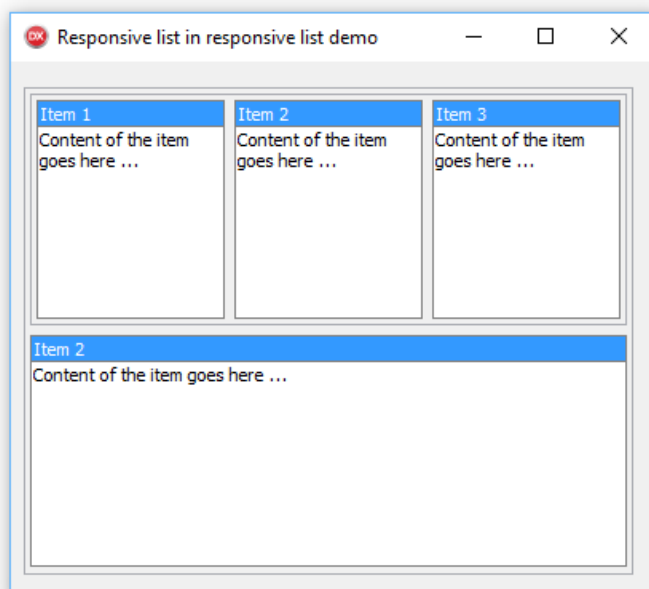 DX Responsive list in responsive list demo
Item 1
Content of the item
goes here ...
Item 2
Content of the item
goes here ...
Item 3
Content of the item
goes here ...
Item 2
Content of the item goes here ...